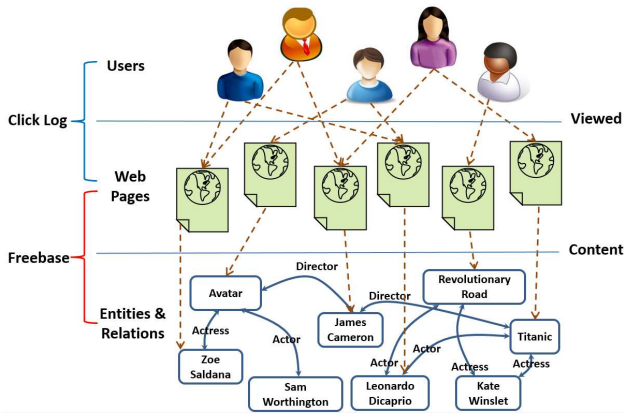 Users
Click Log
Viewed
Web
Pages
Freebase
Content
Entities &
Relations
Avatar
Director
Director
Revolutionary
Road
James
Cameron
Titanic
Actress
Actor
Actor
Actor
Actress
Actress
Zoe
Saldana
Sam
Worthington
Leonardo
Dicaprio
Kate
Winslet